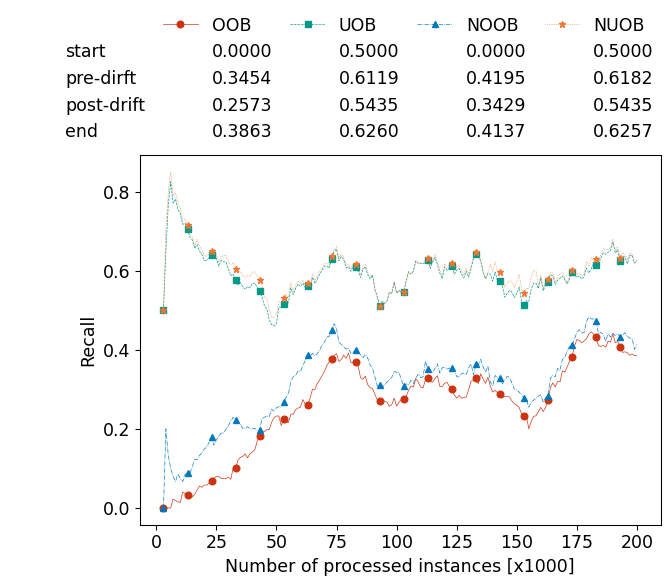 OOB UOB NOOB NUOB
start 0.0000 0.5000 0.0000 0.5000
pre-dirft 0.3454 0.6119 0.4195 0.6182
post-drift 0.2573 0.5435 0.3429 0.5435
end 0.3863 0.6260 0.4137 0.6257
0.8
0.6
0.4
0.2
0.0
Recall
0 25 50 75 100 125 150 175 200
Number of processed instances [x1000]